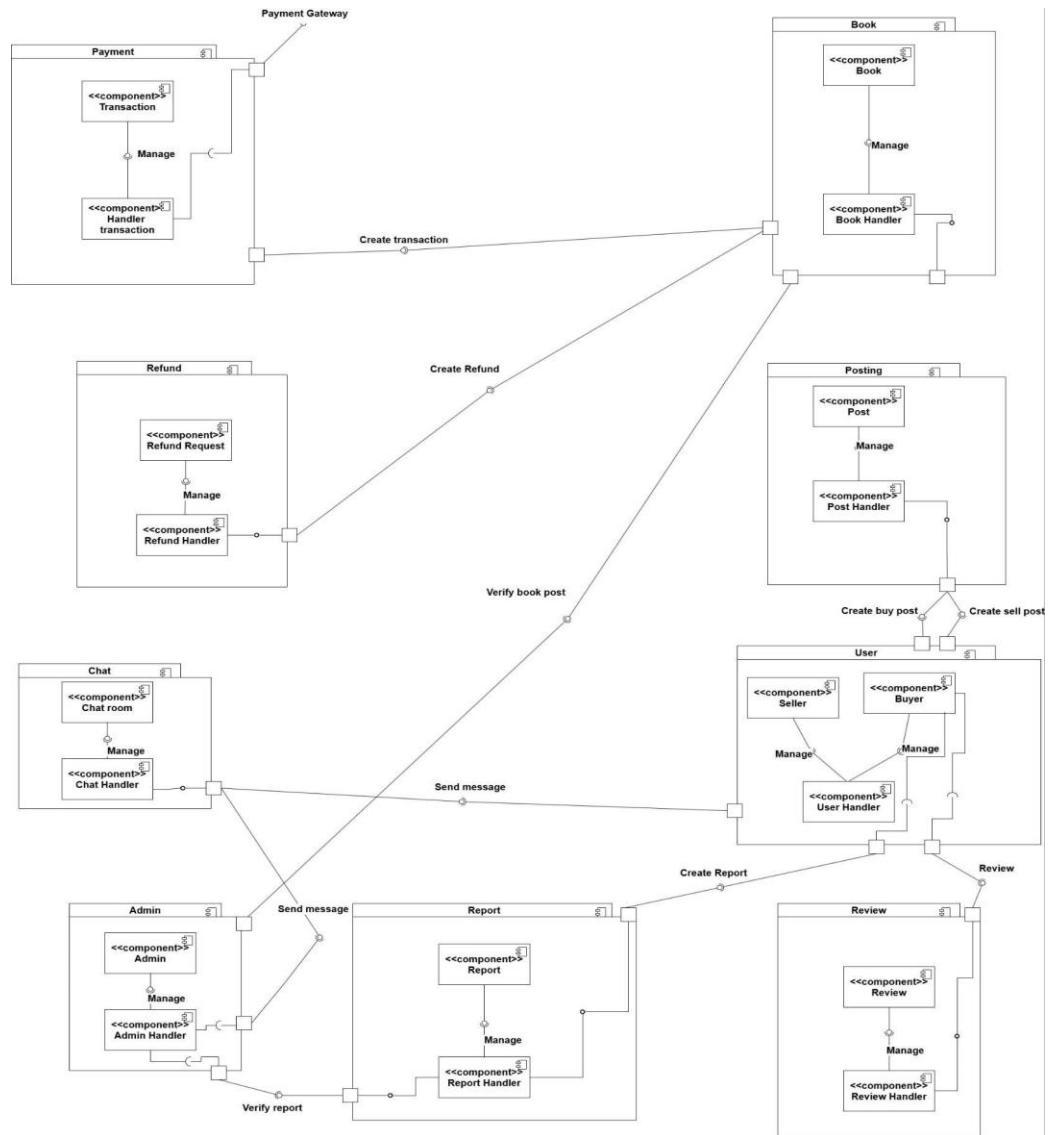 Payment Gateway
Payment
<<component>>
Transaction
Manage
<<component>>
Handler
transaction
Book
<<component>>
Book
Manage
<<component>>
Book Handler
Create transaction
Create Refund
Refund
<<component>>
Refund Request
Manage
<<component>>
Refund Handler
Posting
<<component>>
Post
Manage
<<component>>
Post Handler
Verify book post
Create buy post
Create sell post
Chat
<<component>>
Chat room
Manage
<<component>>
Chat Handler
User
<<component>>
Seller
<<component>>
Buyer
Manage
Manage
<<component>>
User Handler
Send message
Create Report
Review
Send message
Admin
<<component>>
Admin
Manage
<<component>>
Admin Handler
Verify report
Report
<<component>>
Report
Manage
<<component>>
Report Handler
Review
<<component>>
Review
Manage
<<component>>
Review Handler